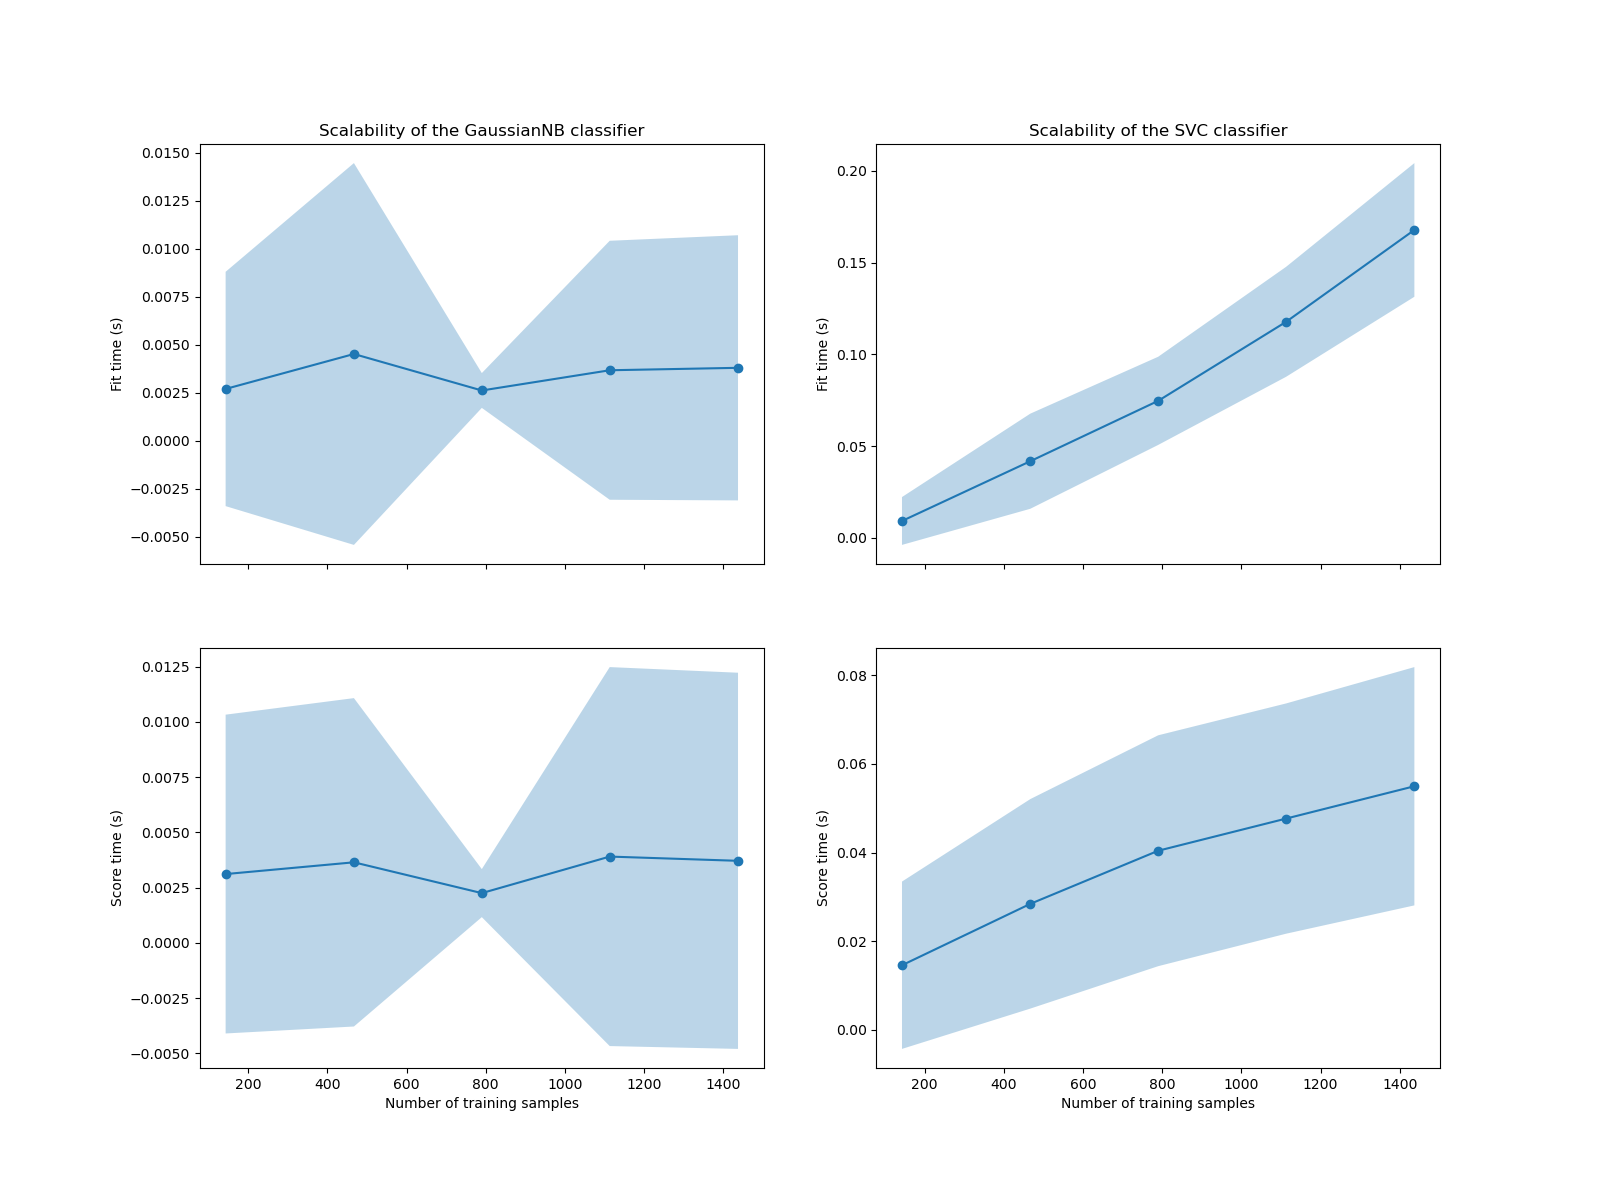 Scalability of the GaussianNB classifier
0.0150
0.0125
0.0100
0.0075
0.0050
0.0025
0.0000
−0.0025
−0.0050
Fit time (s)
Scalability of the SVC classifier
0.20
0.15
0.10
0.05
0.00
Fit time (s)
0.0125
0.0100
0.0075
0.0050
0.0025
0.0000
−0.0025
−0.0050
Score time (s)
200 400 600 800 1000 1200 1400
Number of training samples
0.08
0.06
0.04
0.02
0.00
Score time (s)
200 400 600 800 1000 1200 1400
Number of training samples